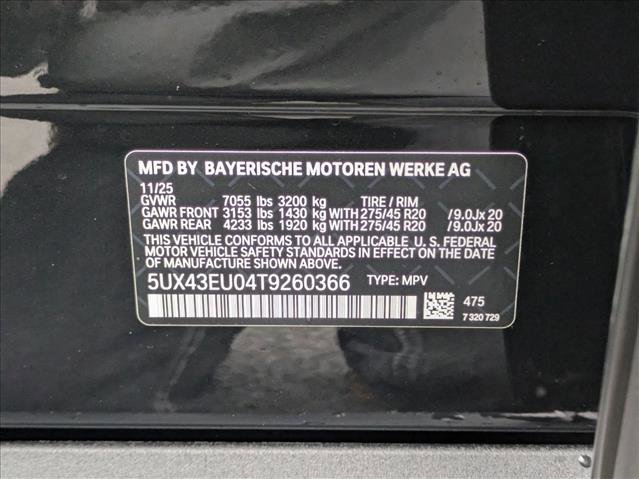 MFD BY BAYERISCHE MOTOREN WERKE AG
11/25
GVWR 7055 lbs 3200 kg TIRE / RIM
GAWR FRONT 3153 lbs 1430 kg WITH 275/45 R20 / 9.0Jx 20
GAWR REAR 4233 lbs 1920 kg WITH 275/45 R20 / 9.0Jx 20
THIS VEHICLE CONFORMS TO ALL APPLICABLE U. S. FEDERAL
MOTOR VEHICLE SAFETY STANDARDS IN EFFECT ON THE DATE
OF MANUFACTURE SHOWN ABOVE.
5UX43EU04T9260366 TYPE: MPV
475
7 320 729